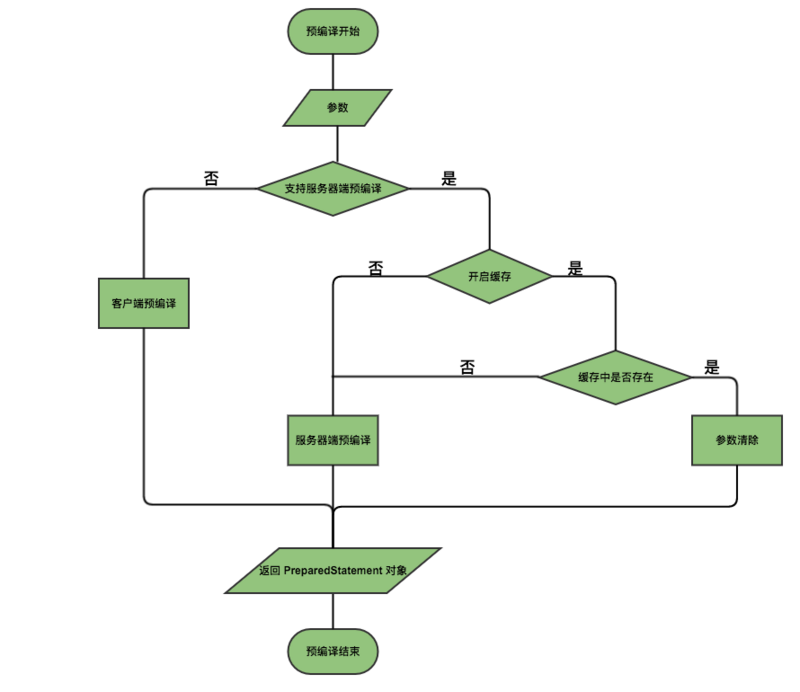 预编译开始
参数
否
支持服务器端预编译
是
否
开启缓存
是
客户端预编译
否
缓存中是否存在
是
服务器端预编译
参数清除
返回 PreparedStatement 对象
预编译结束